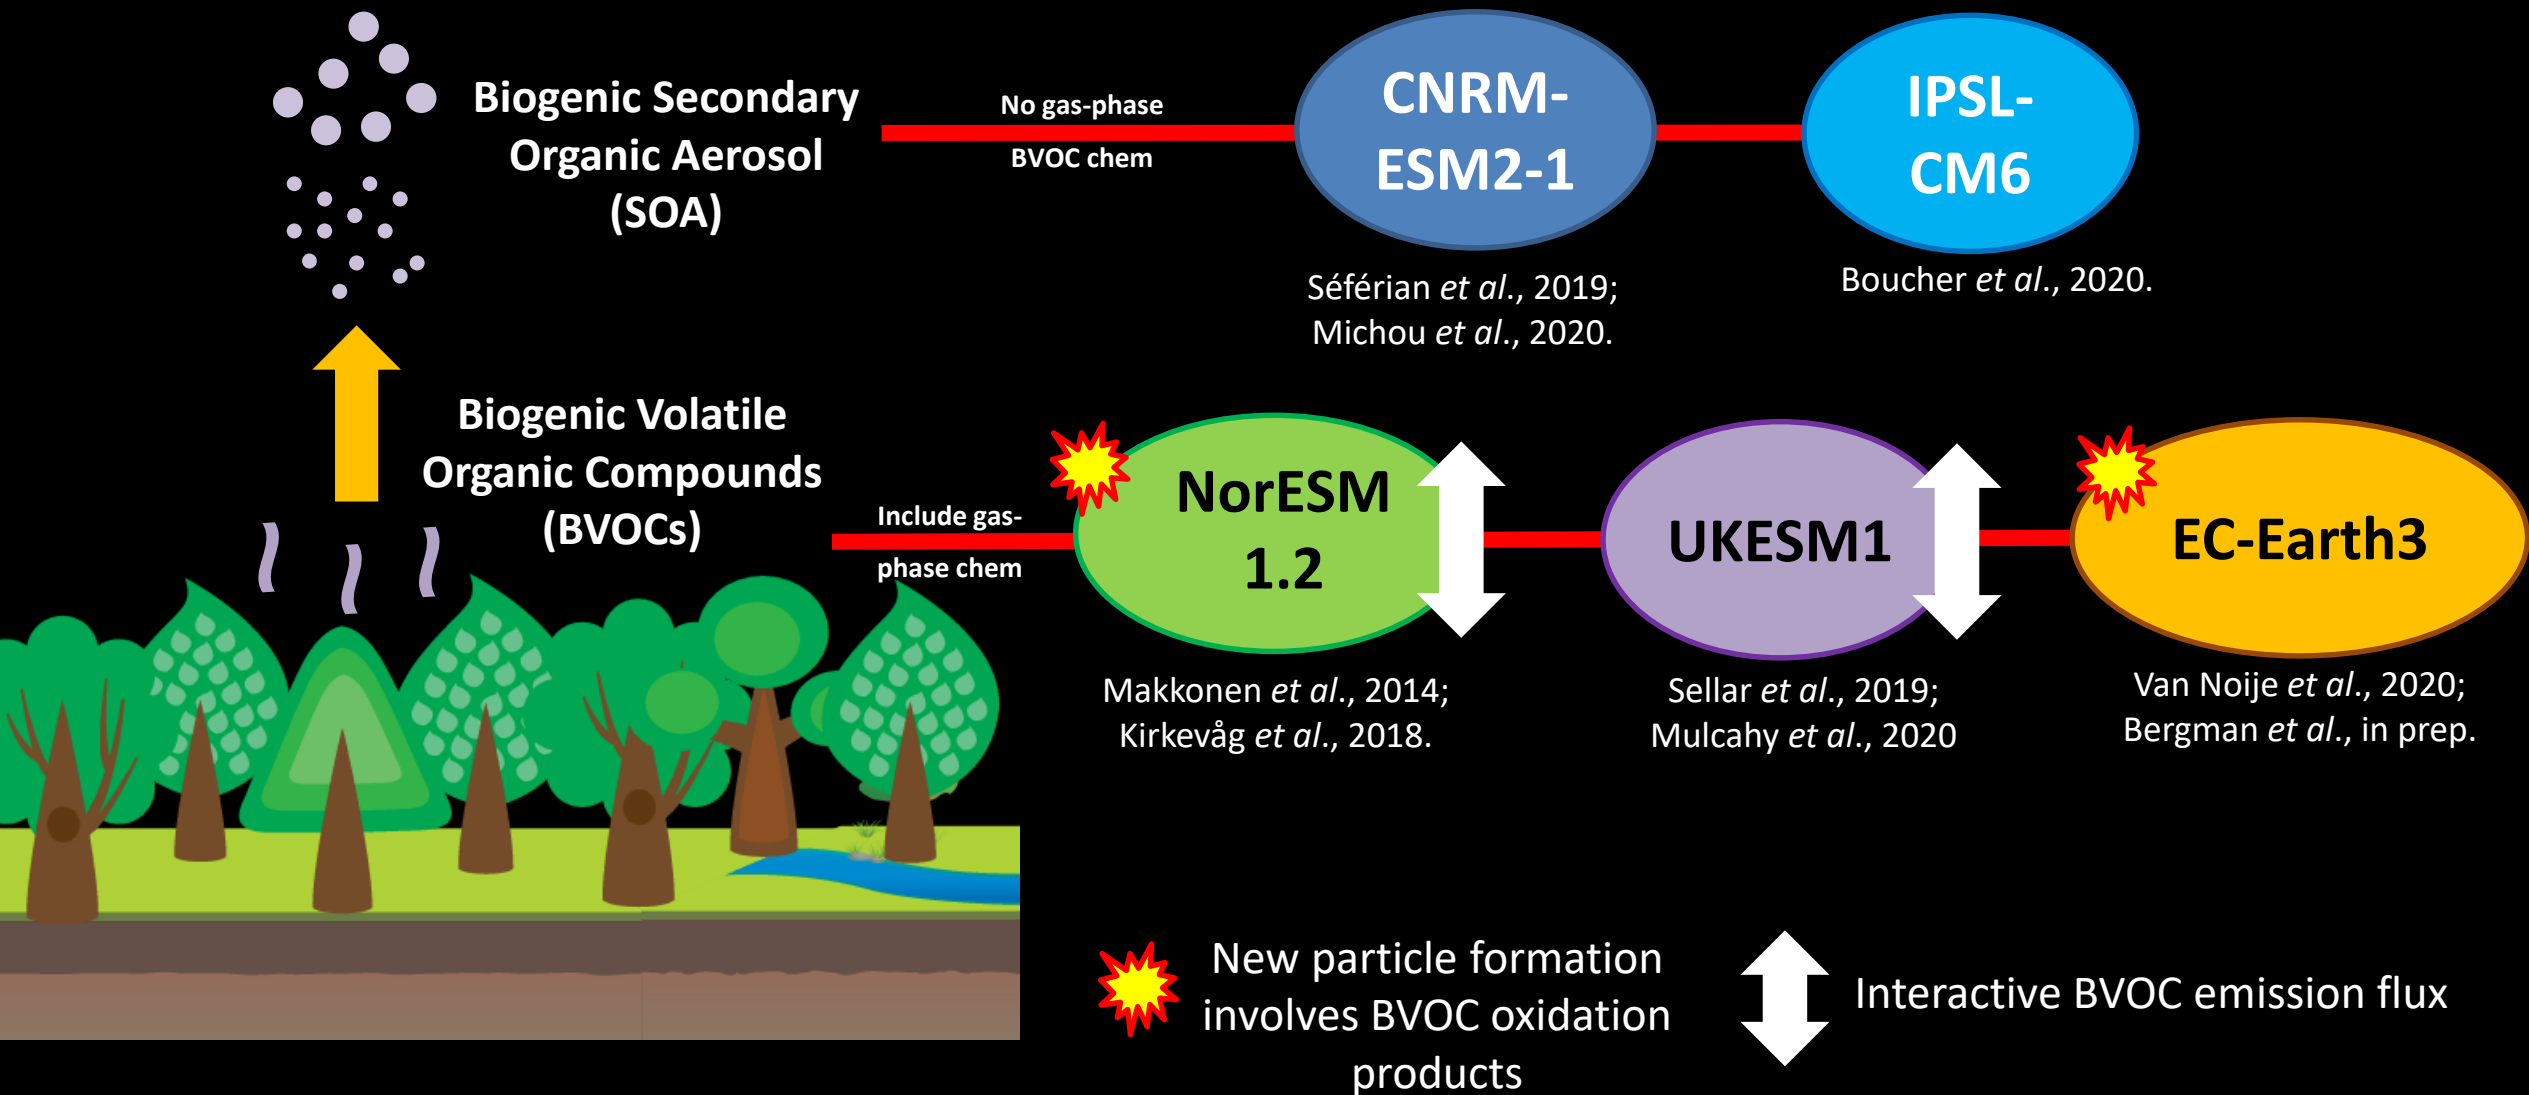 Biogenic Secondary
Organic Aerosol
(SOA)
No gas-phase
BVOC chem
CNRM-
ESM2-1
IPSL-
CM6
Séférian et al., 2019;
Michou et al., 2020.
Boucher et al., 2020.
Biogenic Volatile
Organic Compounds
(BVOCs)
Include gas-
phase chem
NorESM
1.2
UKESM1
EC-Earth3
Makkonen et al., 2014;
Kirkevåg et al., 2018.
Sellar et al., 2019;
Mulcahy et al., 2020
Van Noije et al., 2020;
Bergman et al., in prep.
New particle formation
involves BVOC oxidation
products
Interactive BVOC emission flux